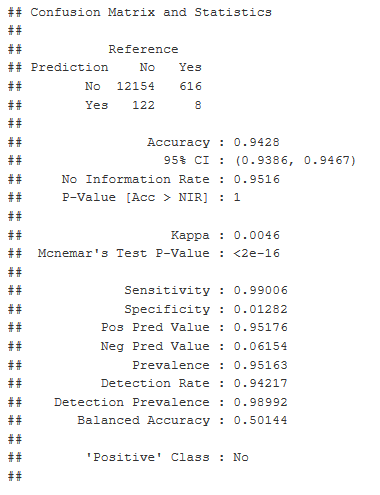 ## Confusion Matrix and Statistics
##
##           Reference
## Prediction    No   Yes
##        No  12154   616
##        Yes   122     8
##
##                Accuracy : 0.9428
##                  95% CI : (0.9386, 0.9467)
##     No Information Rate : 0.9516
##     P-Value [Acc > NIR] : 1
##
##                   Kappa : 0.0046
##  Mcnemar's Test P-Value : <2e-16
##
##             Sensitivity : 0.99006
##             Specificity : 0.01282
##          Pos Pred Value : 0.95176
##          Neg Pred Value : 0.06154
##              Prevalence : 0.95163
##          Detection Rate : 0.94217
##    Detection Prevalence : 0.98992
##       Balanced Accuracy : 0.50144
##
##        'Positive' Class : No
##